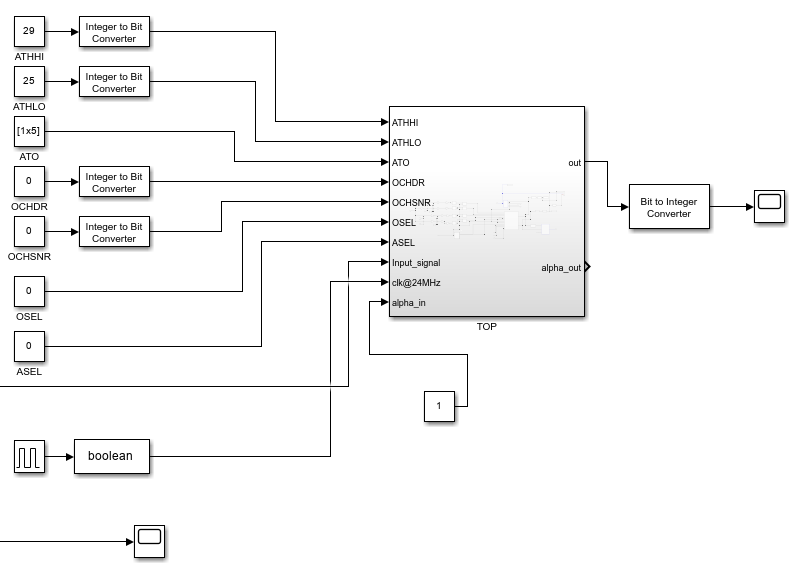 29
Integer to Bit
Converter
ATHHI
25
Integer to Bit
Converter
ATHLO
[1x5]
ATO
0
Integer to Bit
Converter
OCHDR
0
Integer to Bit
Converter
OCHSNR
0
OSEL
0
ASEL
boolean
ATHHI
ATHLO
ATO
OCHDR
OCHSNR
OSEL
ASEL
Input_signal
clk@24MHz
alpha_in
out
alpha_out
TOP
1
Bit to Integer
Converter